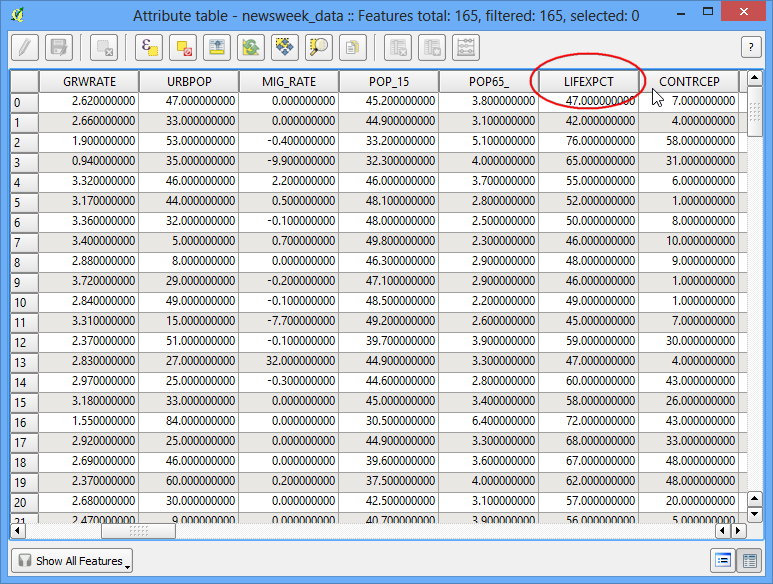 Attribute table - newsweek_data :: Features total: 165, filtered: 165, selected: 0
ε
?
GRWRATE URBPOP MIG_RATE POP_15 POP65_ LIFEXPCT CONTRCEP
0 2.620000000 47.000000000 0.000000000 45.200000000 3.800000000 47.000000000 7.000000000
1 2.660000000 33.000000000 0.000000000 44.900000000 3.100000000 42.000000000 4.000000000
2 1.900000000 53.000000000 -0.400000000 33.200000000 5.100000000 76.000000000 58.000000000
3 0.940000000 35.000000000 -9.900000000 32.300000000 4.000000000 65.000000000 31.000000000
4 3.320000000 46.000000000 2.200000000 46.000000000 3.700000000 55.000000000 6.000000000
5 3.170000000 44.000000000 0.500000000 48.100000000 2.800000000 52.000000000 1.000000000
6 3.360000000 32.000000000 -0.100000000 48.000000000 2.500000000 50.000000000 8.000000000
7 3.400000000 5.000000000 0.700000000 49.800000000 2.300000000 46.000000000 10.000000000
8 2.880000000 8.000000000 0.000000000 46.300000000 2.900000000 48.000000000 9.000000000
9 3.720000000 29.000000000 -0.200000000 47.100000000 2.900000000 46.000000000 1.000000000
10 2.840000000 49.000000000 -0.100000000 48.500000000 2.200000000 49.000000000 1.000000000
11 3.310000000 15.000000000 -7.700000000 49.200000000 2.600000000 45.000000000 7.000000000
12 2.370000000 51.000000000 -0.100000000 39.700000000 3.900000000 59.000000000 30.000000000
13 2.830000000 27.000000000 32.000000000 44.900000000 3.300000000 47.000000000 4.000000000
14 2.970000000 25.000000000 -0.300000000 44.600000000 2.800000000 60.000000000 43.000000000
15 3.180000000 33.000000000 0.000000000 45.000000000 3.400000000 58.000000000 26.000000000
16 1.550000000 84.000000000 0.000000000 30.500000000 6.400000000 72.000000000 43.000000000
17 2.920000000 25.000000000 0.000000000 44.900000000 3.300000000 68.000000000 33.000000000
18 2.690000000 46.000000000 0.000000000 39.600000000 3.600000000 67.000000000 48.000000000
19 2.370000000 60.000000000 0.200000000 37.500000000 4.000000000 62.000000000 48.000000000
20 2.680000000 30.000000000 0.000000000 42.500000000 3.100000000 57.000000000 20.000000000
21 2.470000000 9.000000000 0.000000000 40.700000000 3.900000000 56.000000000 5.000000000
Show All Features